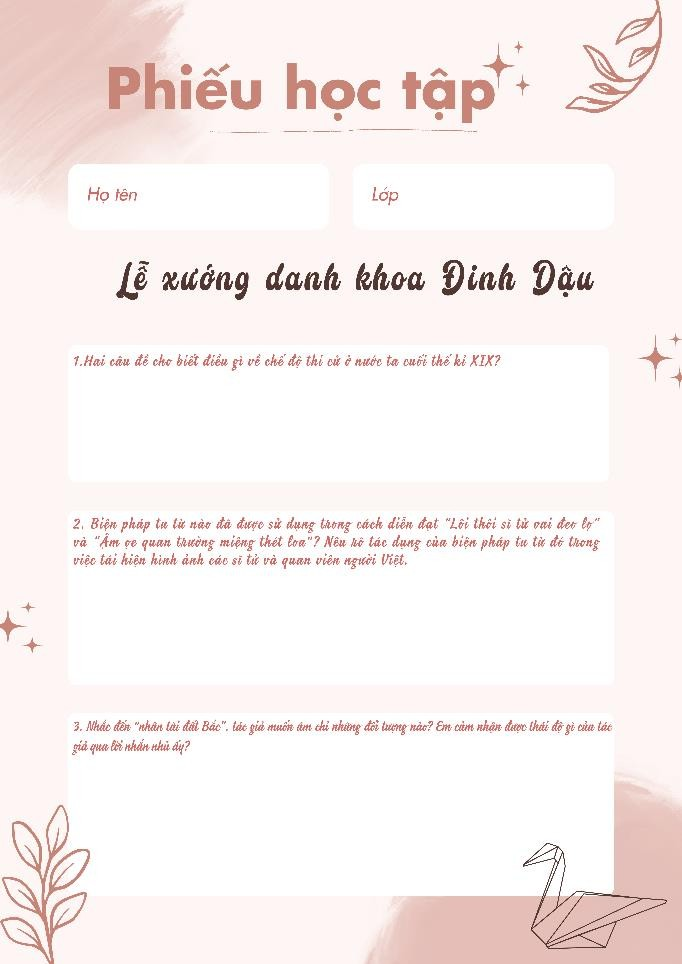 Phiếu học tập
Họ tên
Lớp
Lễ xướng danh khoa Đinh Dậu
1.Hai câu đề cho biết điều gì về chế độ thi cử ở nước ta cuối thế kỉ XIX?
2. Biện pháp tu từ nào đã được sử dụng trong cách diễn đạt "Lôi thôi sĩ tử vai đeo lọ"
và "Ậm ọe quan trường miệng thét loa"? Nêu rõ tác dụng của biện pháp tu từ đó trong
việc tái hiện hình ảnh các sĩ tử và quan viên người Việt.
3. Nhắc đến "nhân tài đất Bắc". tác giả muốn ám chỉ những đối tượng nào? Em cảm nhận được thái độ gì của tác
giả qua lời nhắn nhủ ấy?